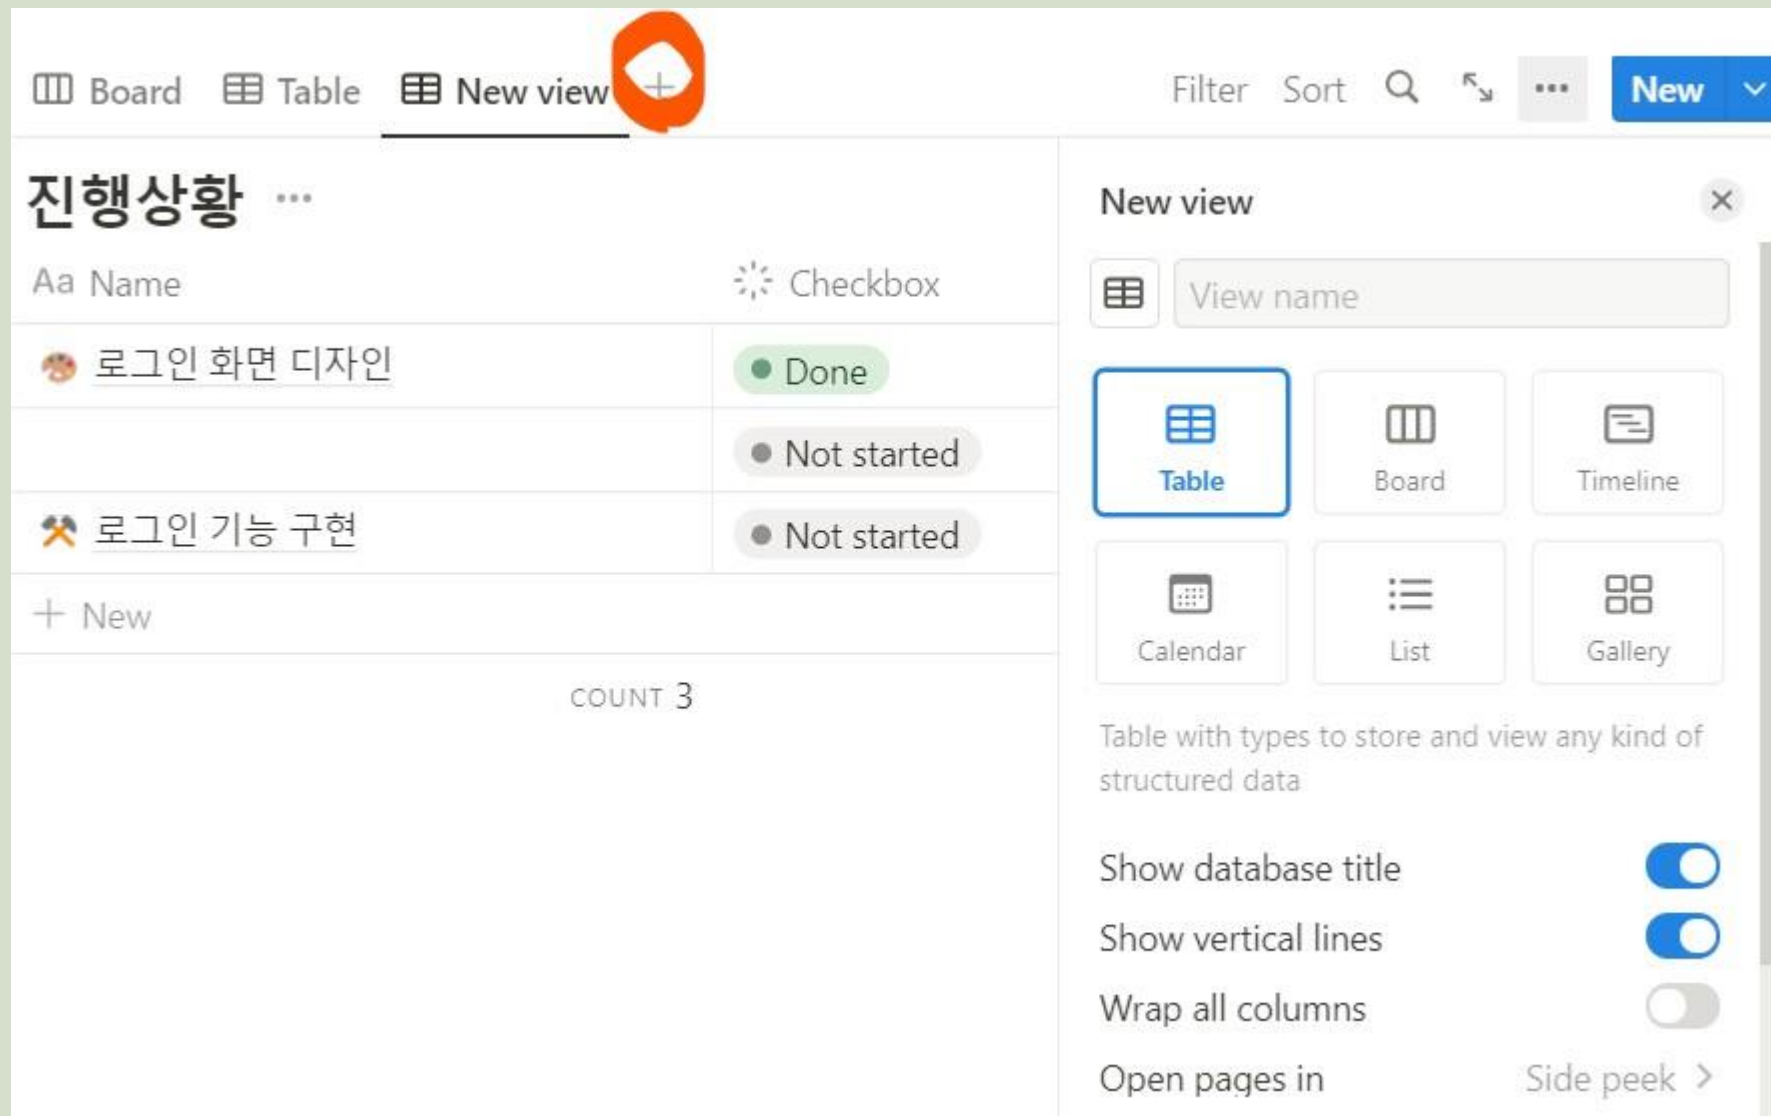 Board Table New view +
Filter Sort New
진행상황 ...
Aa Name Checkbox
로그인 화면 디자인 Done
Not started
로그인 기능 구현 Not started
+ New
COUNT 3
New view
View name
Table Board Timeline
Calendar List Gallery
Table with types to store and view any kind of
structured data
Show database title
Show vertical lines
Wrap all columns
Open pages in Side peek